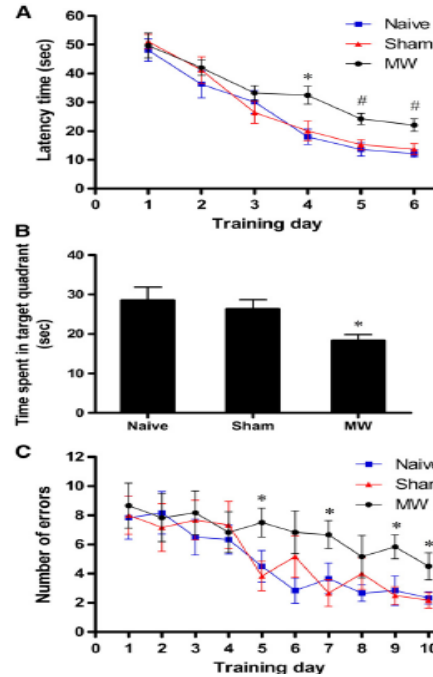 A
Latency time (sec)
60
50
40
30
20
10
0
0 1 2 3 4 5 6
Training day
Naive
Sham
MW
*
#
#
B
Time spent in target quadrant
(sec)
40
30
20
10
0
Naive Sham MW
*
C
Number of errors
12
10
8
6
4
2
0
0 1 2 3 4 5 6 7 8 9 10
Training day
Naive
Sham
MW
*
*
*
*